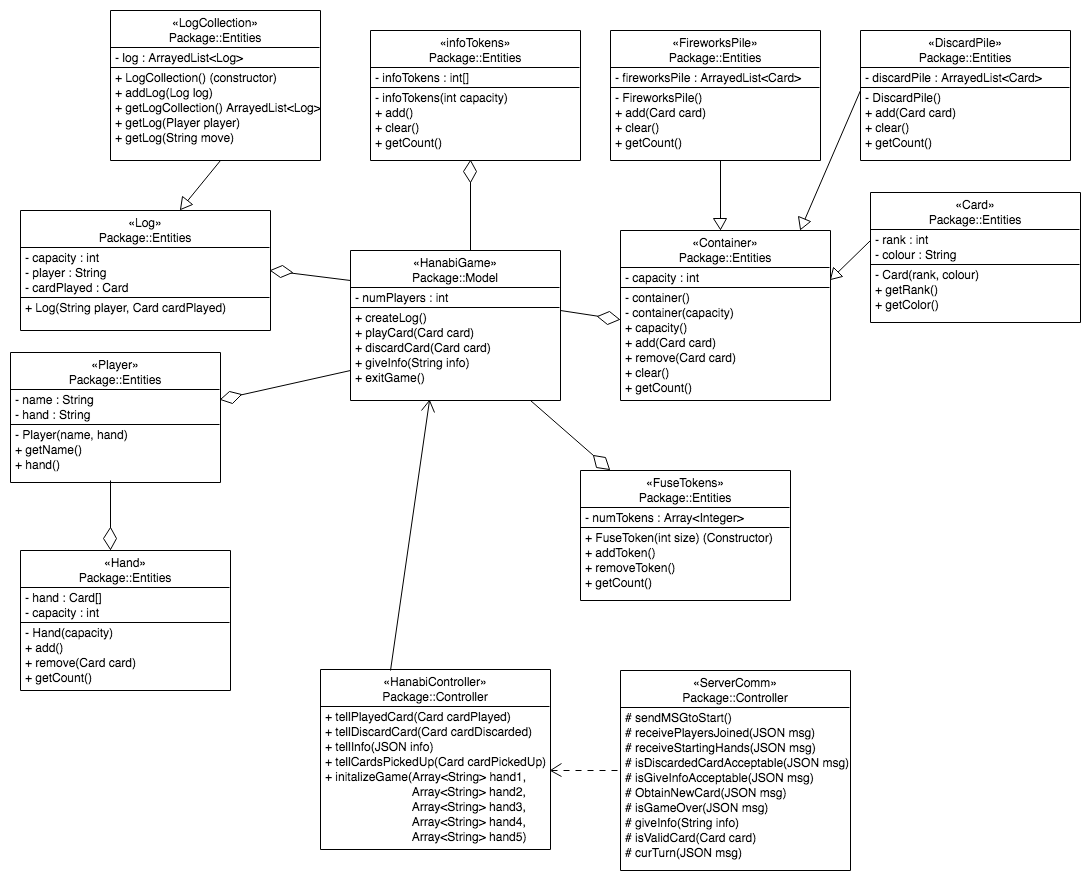 «LogCollection»
Package::Entities
- log : ArrayedList<Log>
+ LogCollection() (constructor)
+ addLog(Log log)
+ getLogCollection() ArrayedList<Log>
+ getLog(Player player)
+ getLog(String move)
«infoTokens»
Package::Entities
- infoTokens : int[]
- infoTokens(int capacity)
+ add()
+ clear()
+ getCount()
«FireworksPile»
Package::Entities
- fireworksPile : ArrayedList<Card>
- FireworksPile()
+ add(Card card)
+ clear()
+ getCount()
«DiscardPile»
Package::Entities
- discardPile : ArrayedList<Card>
- DiscardPile()
+ add(Card card)
+ clear()
+ getCount()
«Log»
Package::Entities
- capacity : int
- player : String
- cardPlayed : Card
+ Log(String player, Card cardPlayed)
«HanabiGame»
Package::Model
- numPlayers : int
+ createLog()
+ playCard(Card card)
+ discardCard(Card card)
+ giveInfo(String info)
+ exitGame()
«Container»
Package::Entities
- capacity : int
- container()
- container(capacity)
+ capacity()
+ add(Card card)
+ remove(Card card)
+ clear()
+ getCount()
«Card»
Package::Entities
- rank : int
- colour : String
- Card(rank, colour)
+ getRank()
+ getColor()
«Player»
Package::Entities
- name : String
- hand : String
- Player(name, hand)
+ getName()
+ hand()
«FuseTokens»
Package::Entities
- numTokens : Array<Integer>
+ FuseToken(int size) (Constructor)
+ addToken()
+ removeToken()
+ getCount()
«Hand»
Package::Entities
- hand : Card[]
- capacity : int
- Hand(capacity)
+ add()
+ remove(Card card)
+ getCount()
«HanabiController»
Package::Controller
+ tellPlayedCard(Card cardPlayed)
+ tellDiscardCard(Card cardDiscarded)
+ tellInfo(JSON info)
+ tellCardsPickedUp(Card cardPickedUp)
+ initalizeGame(Array<String> hand1,
Array<String> hand2,
Array<String> hand3,
Array<String> hand4,
Array<String> hand5)
«ServerComm»
Package::Controller
# sendMSGtoStart()
# receivePlayersJoined(JSON msg)
# receiveStartingHands(JSON msg)
# isDiscardedCardAcceptable(JSON msg)
# isGiveInfoAcceptable(JSON msg)
# ObtainNewCard(JSON msg)
# isGameOver(JSON msg)
# giveInfo(String info)
# isValidCard(Card card)
# curTurn(JSON msg)